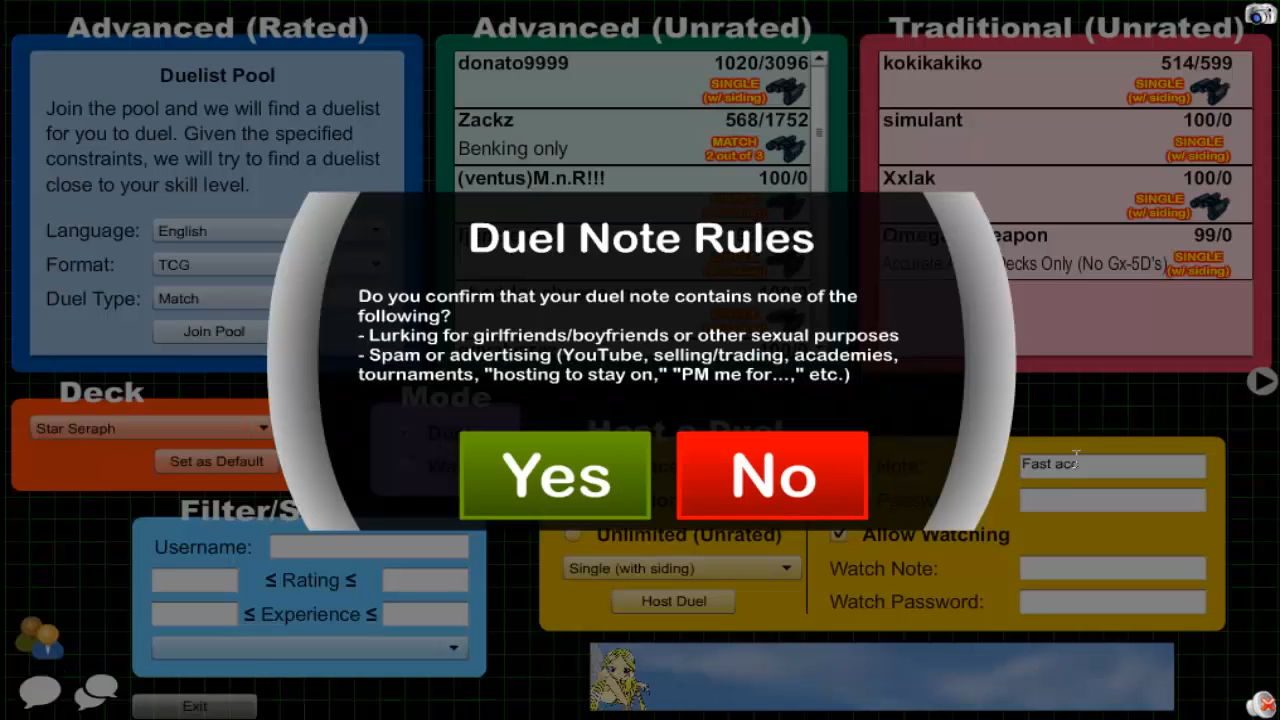 Advanced (Rated)
Duelist Pool
Join the pool and we will find a duelist
for you to duel. Given the specified
constraints, we will try to find a duelist
close to your skill level.
Language: English
Format: TCG
Duel Type: Match
Join Pool
Advanced (Unrated)
donato9999 1020/3096
SINGLE
(w/ siding)
Zackz 568/1752
Benking only
MATCH
2 out of 3
(ventus)M.n.R!!! 100/0
Traditional (Unrated)
kokikakiko 514/599
SINGLE
(w/ siding)
simulant 100/0
SINGLE
(w/ siding)
Xxlak 100/0
SINGLE
(w/ siding)
99/0
Decks Only (No Gx-5D's)
SINGLE
(w/ siding)
Duel Note Rules
Do you confirm that your duel note contains none of the
following?
- Lurking for girlfriends/boyfriends or other sexual purposes
- Spam or advertising (YouTube, selling/trading, academies,
tournaments, "hosting to stay on," "PM me for...," etc.)
Yes
No
Deck
Star Seraph
Set as Default
Mode
Host a Duel
Note: Fast acc
Unlimited (Unrated)
Single (with siding)
Host Duel
Allow Watching
Watch Note:
Watch Password:
Filter/S
Username:
≤ Rating ≤
≤ Experience ≤
Exit